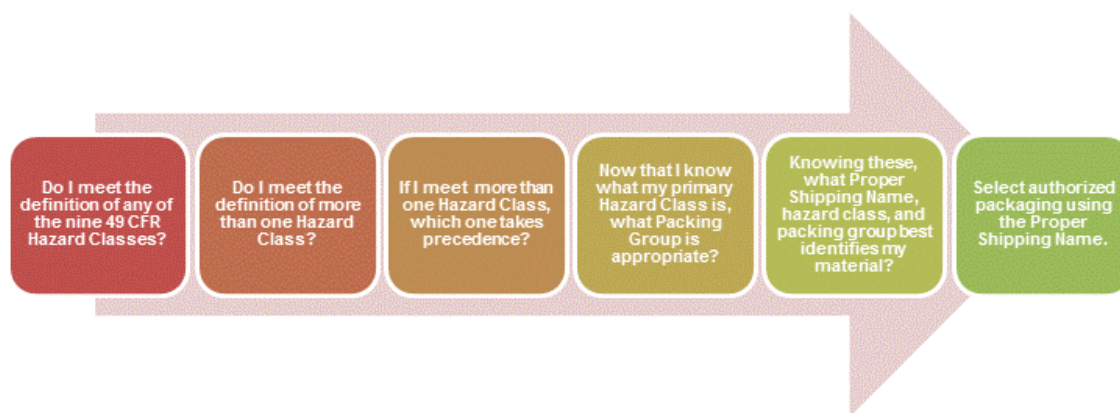 Do I meet the
definition of any of
the nine 49 CFR
Hazard Classes?
Do I meet the
definition of more
than one Hazard
Class?
If I meet more than
one Hazard Class,
which one takes
precedence?
Now that I know
what my primary
Hazard Class is,
what Packing
Group is
appropriate?
Knowing these,
what Proper
Shipping Name,
hazard class, and
packing group best
identifies my
material?
Select authorized
packaging using
the Proper
Shipping Name.